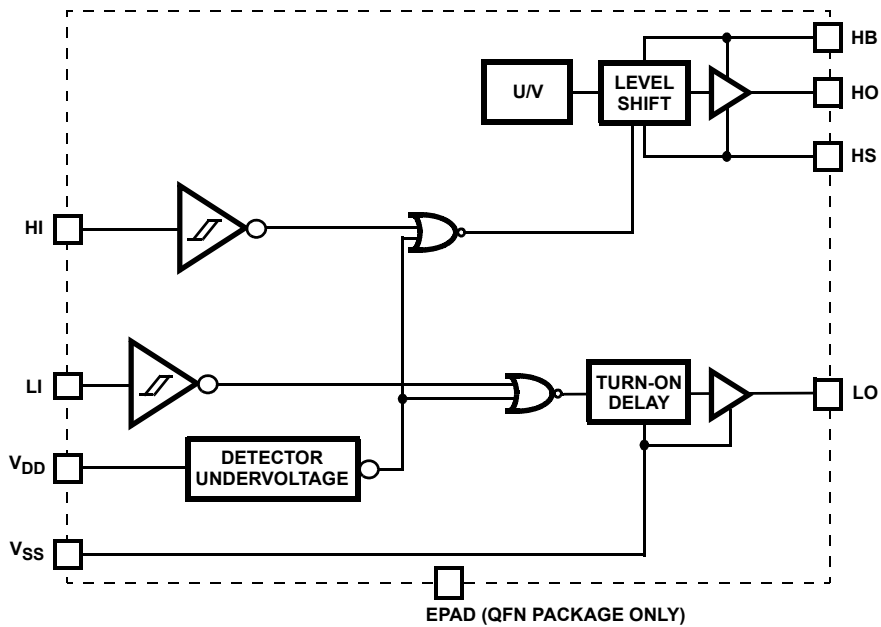 HB
U/V
LEVEL
SHIFT
HO
HS
HI
LI
TURN-ON
DELAY
LO
VDD
DETECTOR
UNDERVOLTAGE
VSS
EPAD (QFN PACKAGE ONLY)